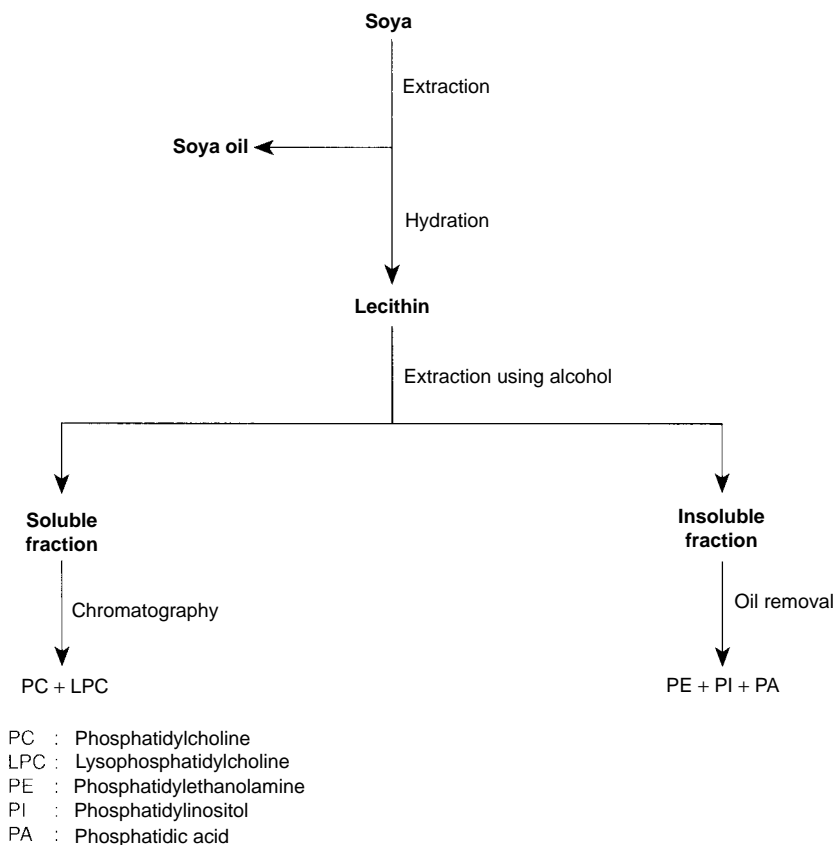 Soya
Extraction
Soya oil
Hydration
Lecithin
Extraction using alcohol
Soluble
fraction
Insoluble
fraction
Chromatography
Oil removal
PC + LPC
PE + PI + PA
PC : Phosphatidylcholine
LPC : Lysophosphatidylcholine
PE : Phosphatidylethanolamine
PI : Phosphatidylinositol
PA : Phosphatidic acid